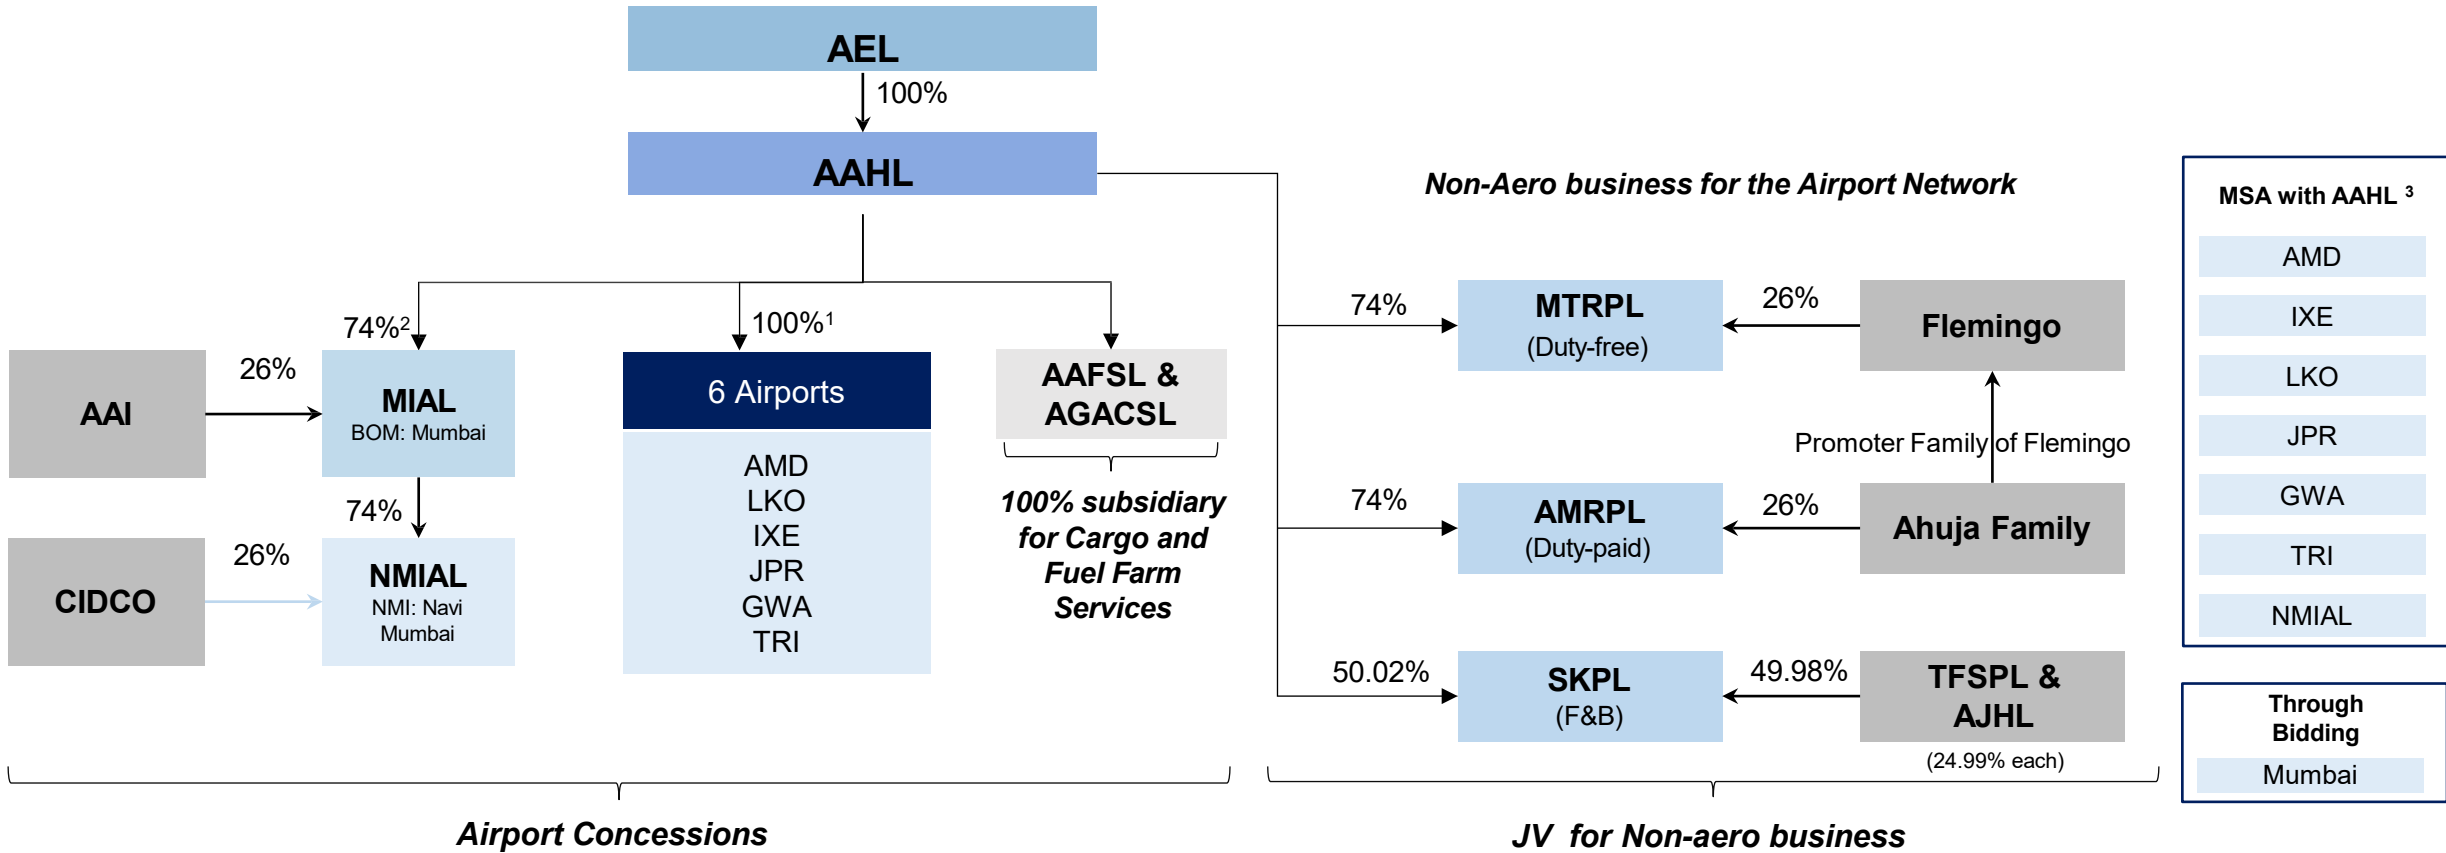 AEL
100%
AAHL
Non-Aero business for the Airport Network
MSA with AAHL ³
AMD
IXE
LKO
JPR
GWA
TRI
NMIAL
Through
Bidding
Mumbai
74%²
100%¹
AAI
26%
MIAL
BOM: Mumbai
74%
CIDCO
26%
NMIAL
NMI: Navi
Mumbai
6 Airports
AMD
LKO
IXE
JPR
GWA
TRI
AAFSL &
AGACSL
100% subsidiary
for Cargo and
Fuel Farm
Services
74%
MTRPL
(Duty-free)
26%
Flemingo
Promoter Family of Flemingo
74%
AMRPL
(Duty-paid)
26%
Ahuja Family
50.02%
SKPL
(F&B)
49.98%
TFSPL &
AJHL
(24.99% each)
Airport Concessions
JV for Non-aero business